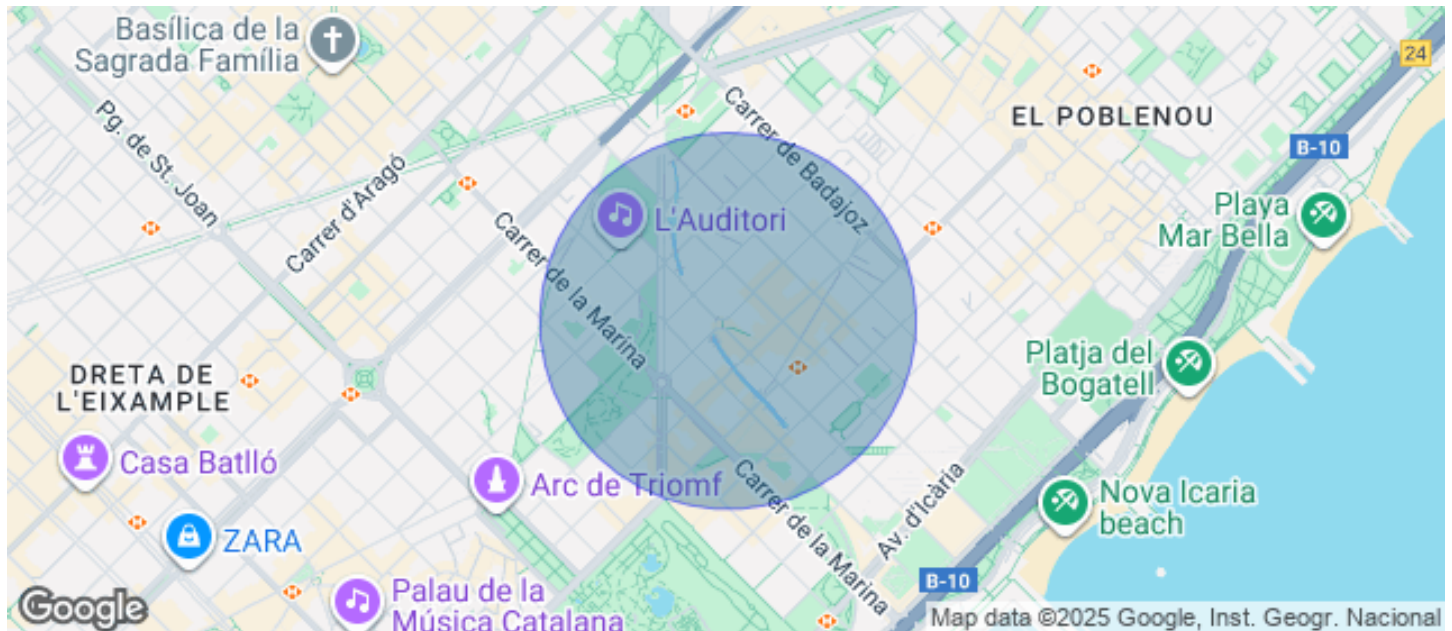 Basílica de la
Sagrada Família
24
Carrer de Badajoz
EL POBLENOU
B-10
Pg. de St. Joan
Carrer d'Aragó
L'Auditori
Playa
Mar Bella
Carrer de la Marina
DRETA DE
L'EIXAMPLE
Platja del
Bogatell
Casa Batlló
Arc de Triomf
Carrer de la Marina
Av. d'Icària
Nova Icaria
beach
ZARA
B-10
Palau de la
Música Catalana
Google
Map data ©2025 Google, Inst. Geogr. Nacional